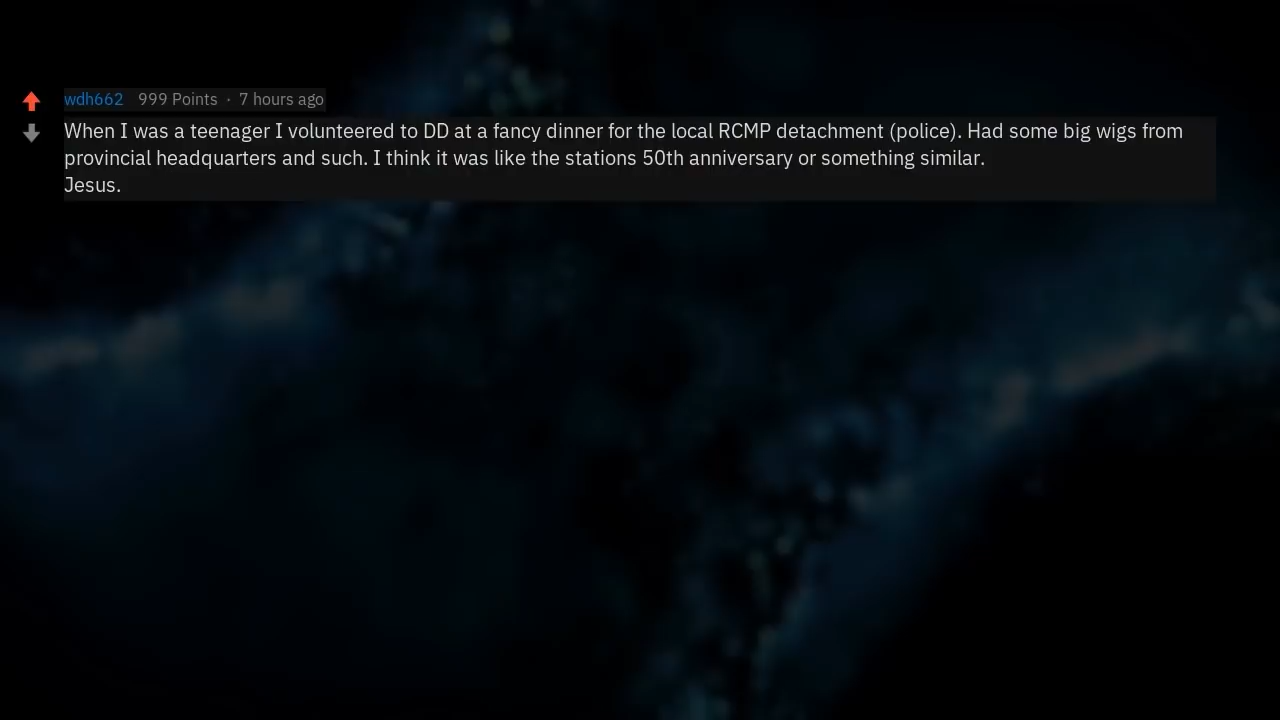 wdh662 999 Points · 7 hours ago
When I was a teenager I volunteered to DD at a fancy dinner for the local RCMP detachment (police). Had some big wigs from
provincial headquarters and such. I think it was like the stations 50th anniversary or something similar.
Jesus.